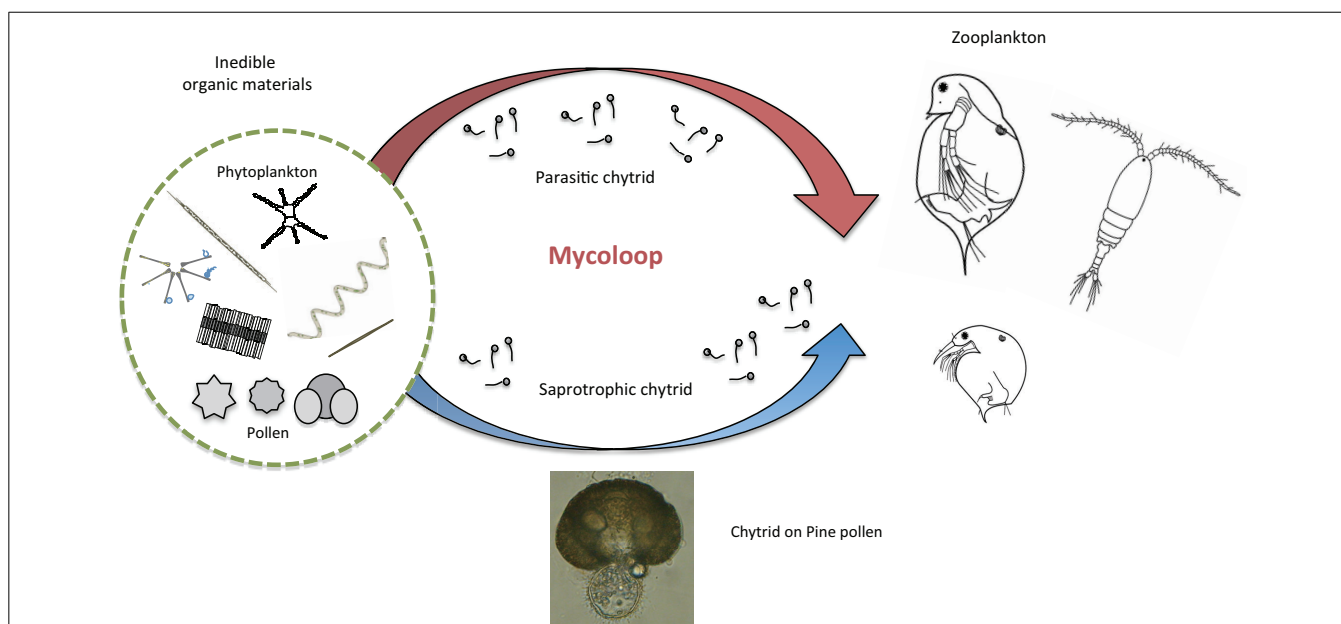 Inedible
organic materials
Zooplankton
Phytoplankton
Parasitic chytrid
Mycoloop
Saprotrophic chytrid
Pollen
Chytrid on Pine pollen